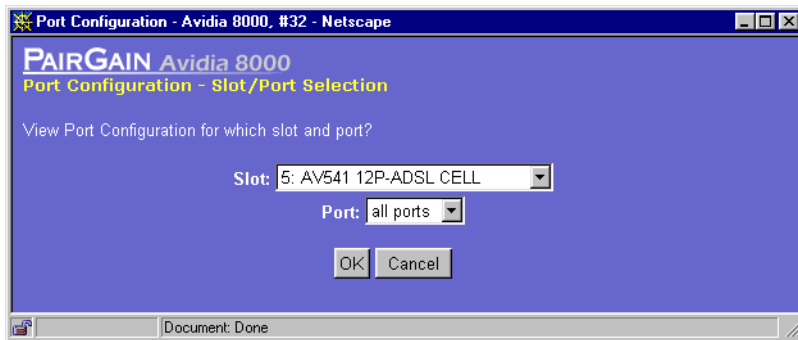 Port Configuration - Avidia 8000, #32 - Netscape
PAIRGAIN Avidia 8000
Port Configuration - Slot/Port Selection
View Port Configuration for which slot and port?
Slot: 5: AV541 12P-ADSL CELL
Port: all ports
OK Cancel
Document: Done